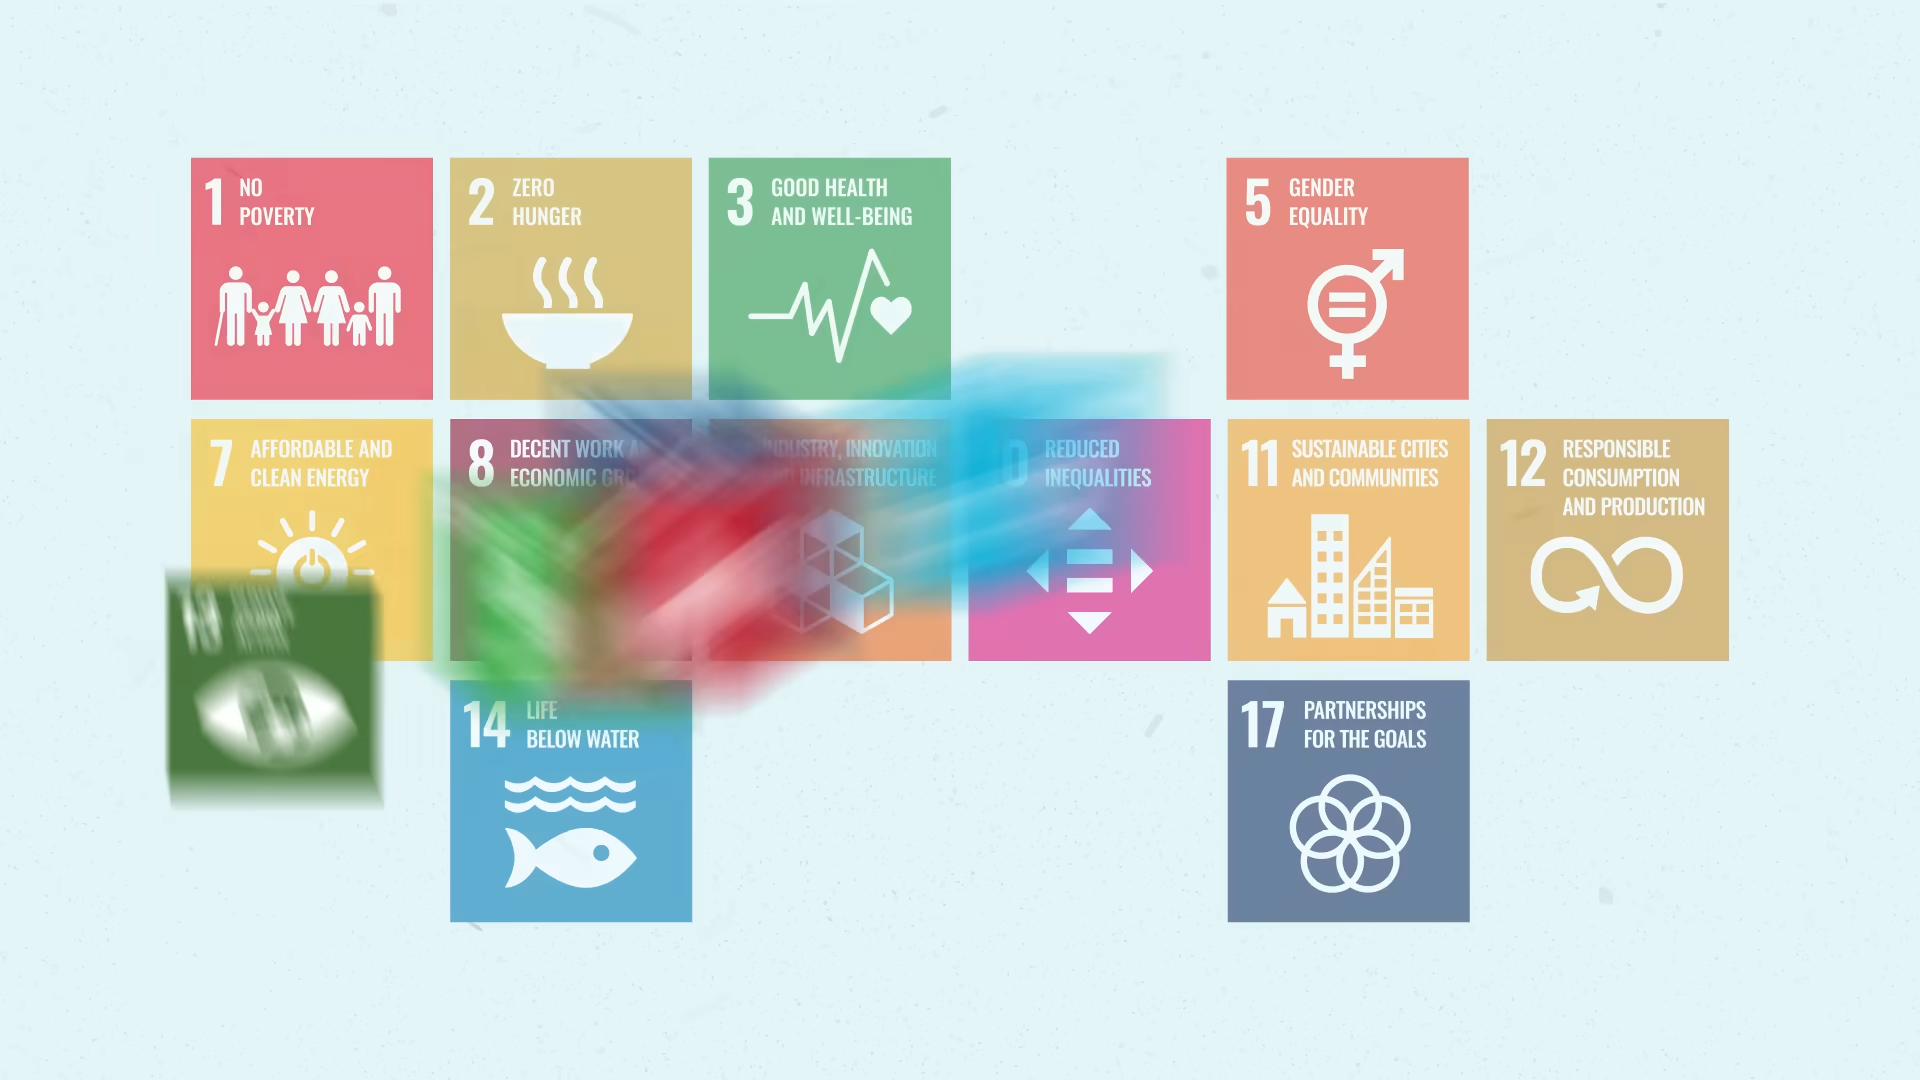 1 NO
POVERTY
2 ZERO
HUNGER
3 GOOD HEALTH
AND WELL-BEING
5 GENDER
EQUALITY
7 AFFORDABLE AND
CLEAN ENERGY
8 DECENT WORK
ECONOMIC
INDUSTRY, INNOVATION
INFRASTRUCTURE
REDUCED
INEQUALITIES
11 SUSTAINABLE CITIES
AND COMMUNITIES
12 RESPONSIBLE
CONSUMPTION
AND PRODUCTION
14 LIFE
BELOW WATER
17 PARTNERSHIPS
FOR THE GOALS